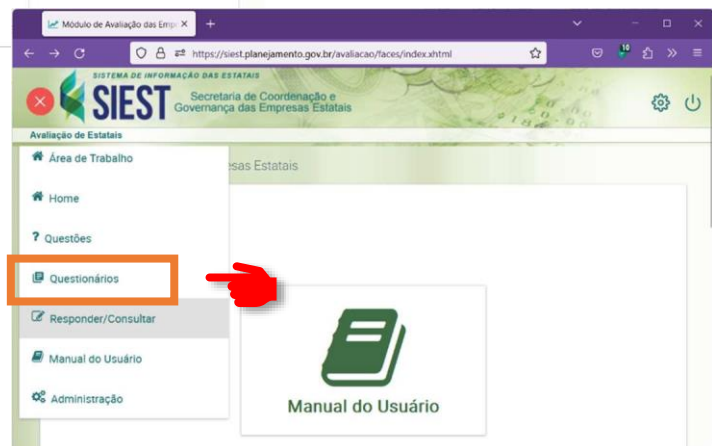 Módulo de Avaliação das Emp
https://siest.planejamento.gov.br/avaliacao/faces/index.xhtml
10
SISTEMA DE INFORMAÇÃO DAS ESTATAIS
SIEST
Secretaria de Coordenação e
Governança das Empresas Estatais
Avaliação de Estatais
Área de Trabalho
esas Estatais
Home
? Questões
Questionários
Responder/Consultar
Manual do Usuário
Administração
Manual do Usuário